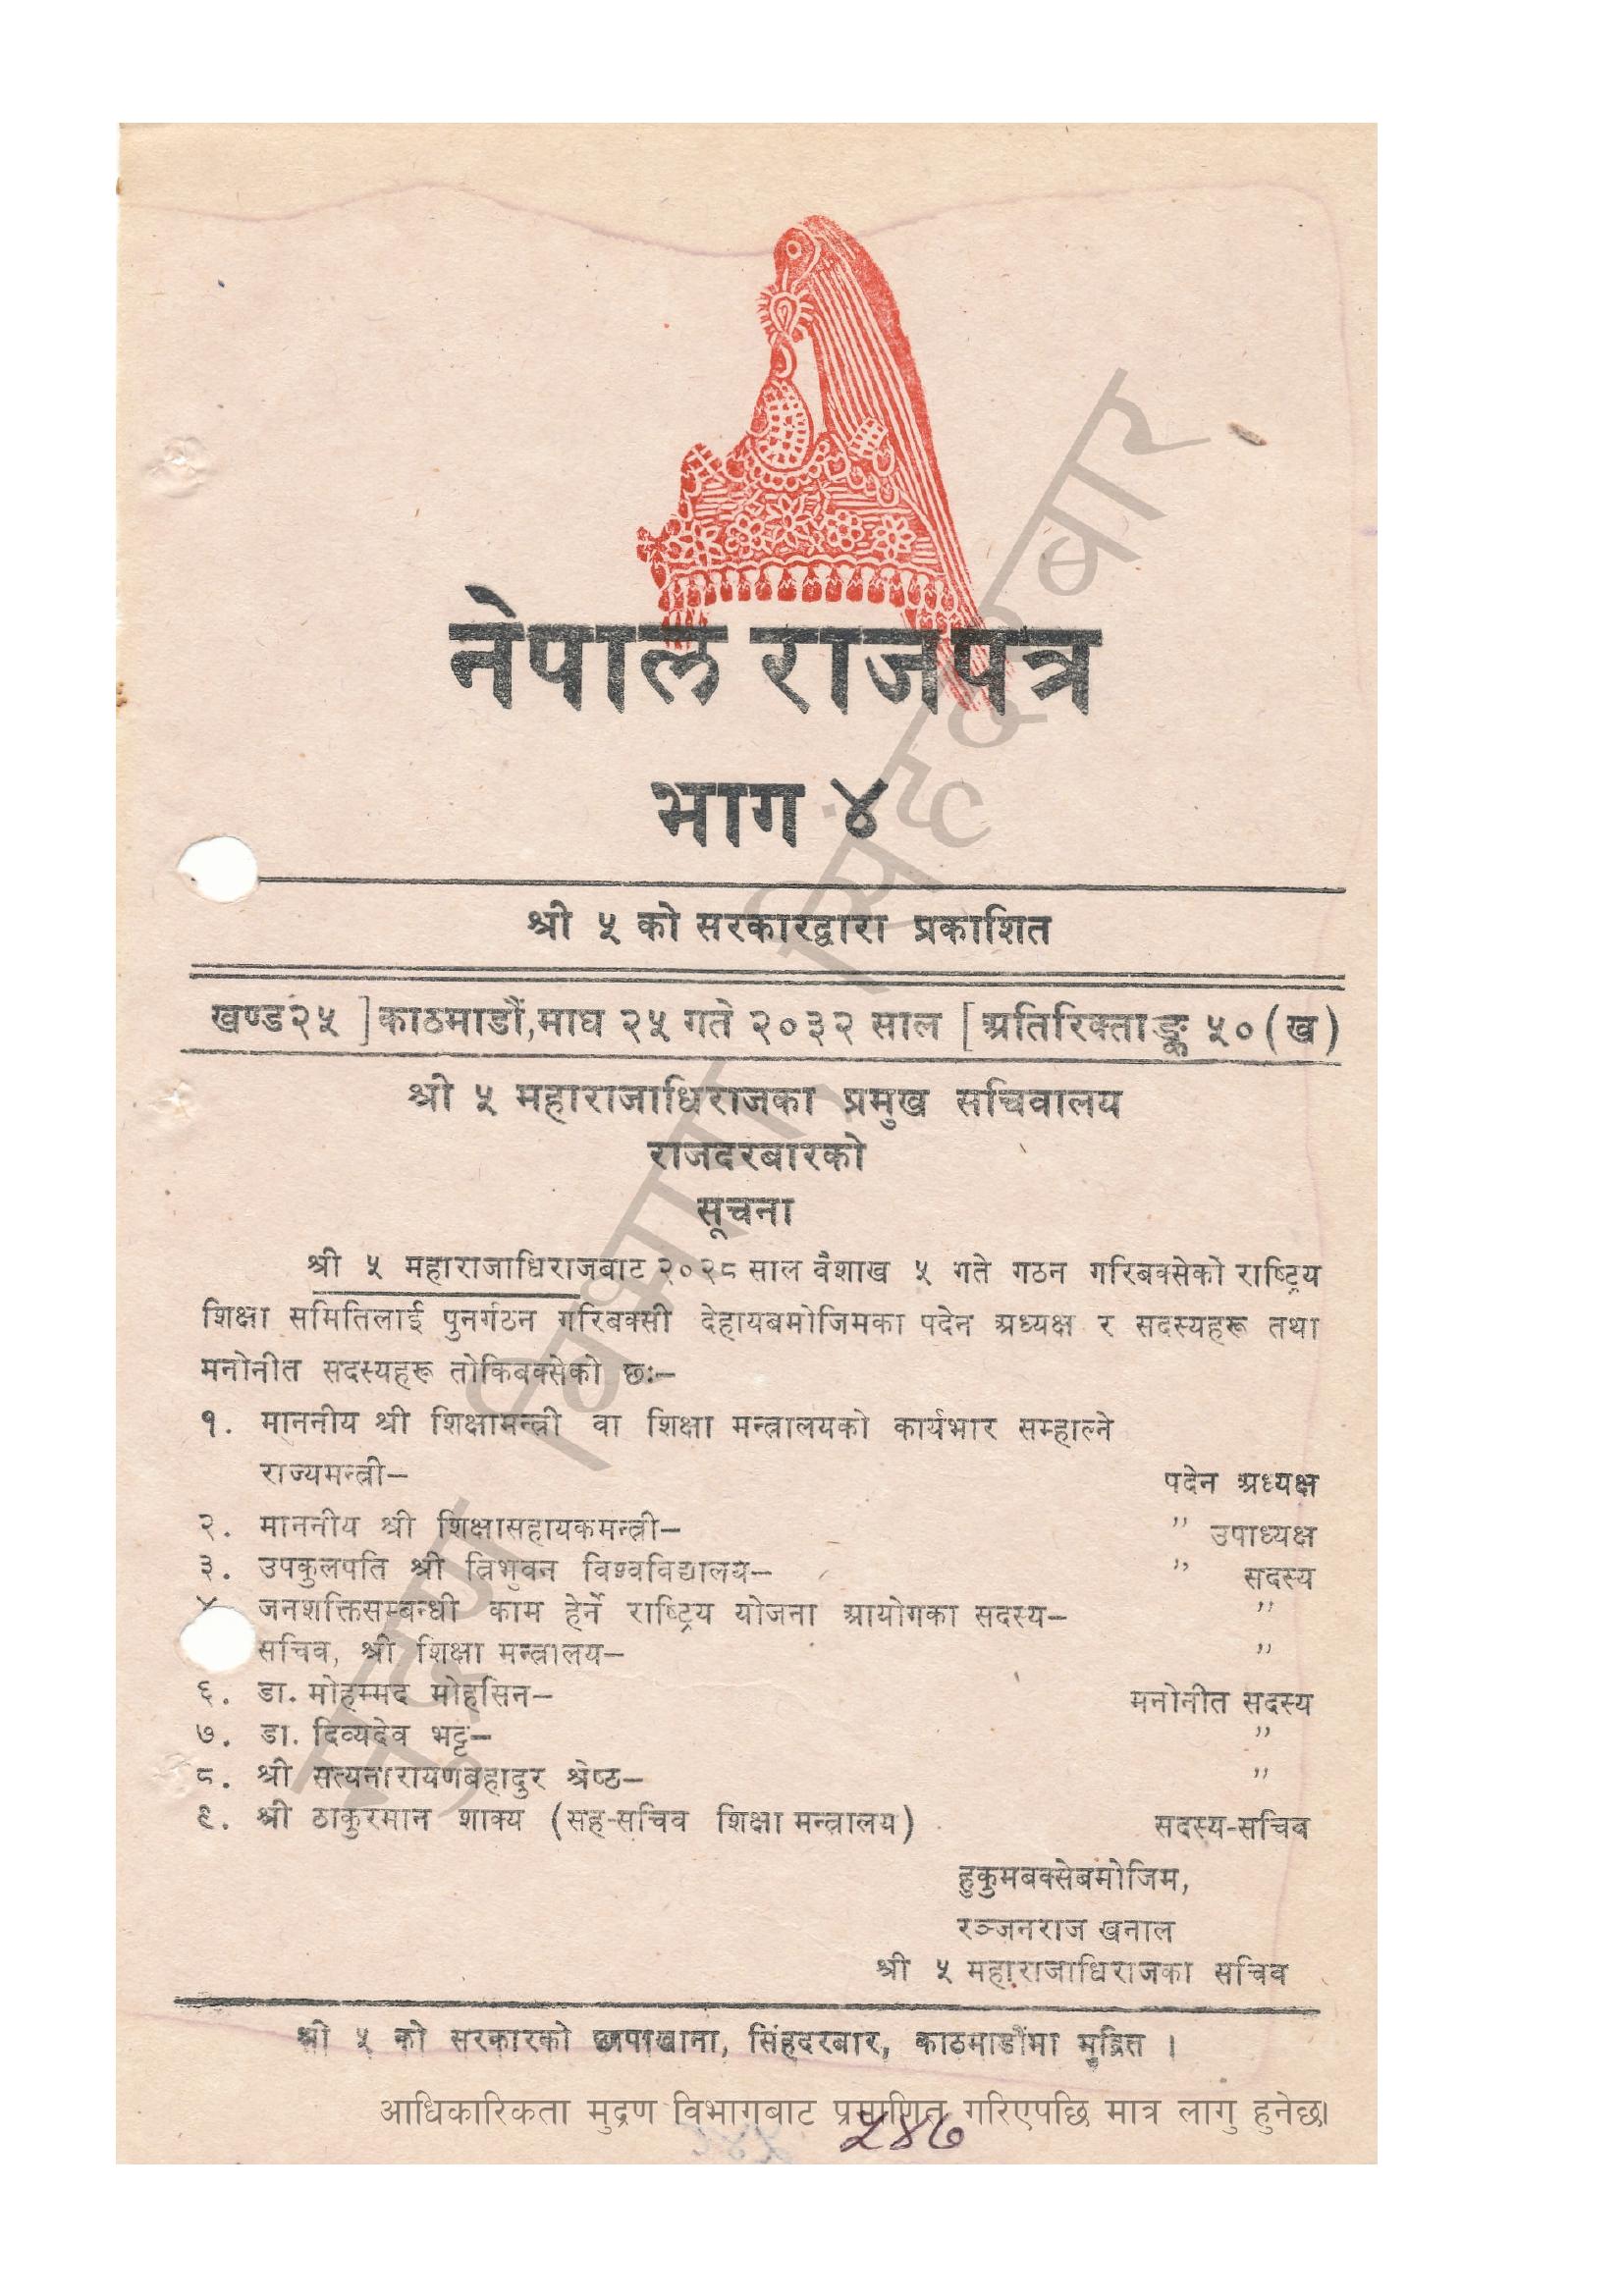 नेपाल राजपत्र
भाग ४
श्री ५ को सरकारद्वारा प्रकाशित
खण्ड२५ ] काठमाडौं,माघ २५ गते २०३२ साल [ अतिरिक्ताङ्क ५० (ख)
श्री ५ महाराजाधिराजका प्रमुख सचिवालय
राजदरबारको
सूचना
श्री ५ महाराजाधिराजबाट २०२८ साल वैशाख ५ गते गठन गरिबक्सेको राष्ट्रिय
शिक्षा समितिलाई पुनर्गठन गरिबक्सी देहायबमोजिमका पदेन अध्यक्ष र सदस्यहरू तथा
मनोनीत सदस्यहरू तोकिबक्सेको छः–
१. माननीय श्री शिक्षामन्त्री वा शिक्षा मन्त्रालयको कार्यभार सम्हाल्ने
राज्यमन्त्री– पदेन अध्यक्ष
२. माननीय श्री शिक्षासहायकमन्त्री– ,, उपाध्यक्ष
३. उपकुलपति श्री त्रिभुवन विश्वविद्यालय– ,, सदस्य
४ जनशक्तिसम्बन्धी काम हेर्ने राष्ट्रिय योजना आयोगका सदस्य– ,,
सचिव, श्री शिक्षा मन्त्रालय– ,,
६. डा. मोहम्मद मोहसिन– मनोनीत सदस्य
७. डा. दिव्यदेव भट्ट– ,,
८. श्री सत्यनारायणबहादुर श्रेष्ठ– ,,
९. श्री ठाकुरमान शाक्य (सह-सचिव शिक्षा मन्त्रालय) सदस्य-सचिव
हुकुमबक्सेबमोजिम,
रञ्जनराज खनाल
श्री ५ महाराजाधिराजका सचिव
श्री ५ को सरकारको छापाखाना, सिंहदरबार, काठमाडौंमा मुद्रित ।
आधिकारिकता मुद्रण विभागबाट प्रमाणित गरिएपछि मात्र लागु हुनेछ।
५४७
मुद्रण विभाग, सिंहदरबार